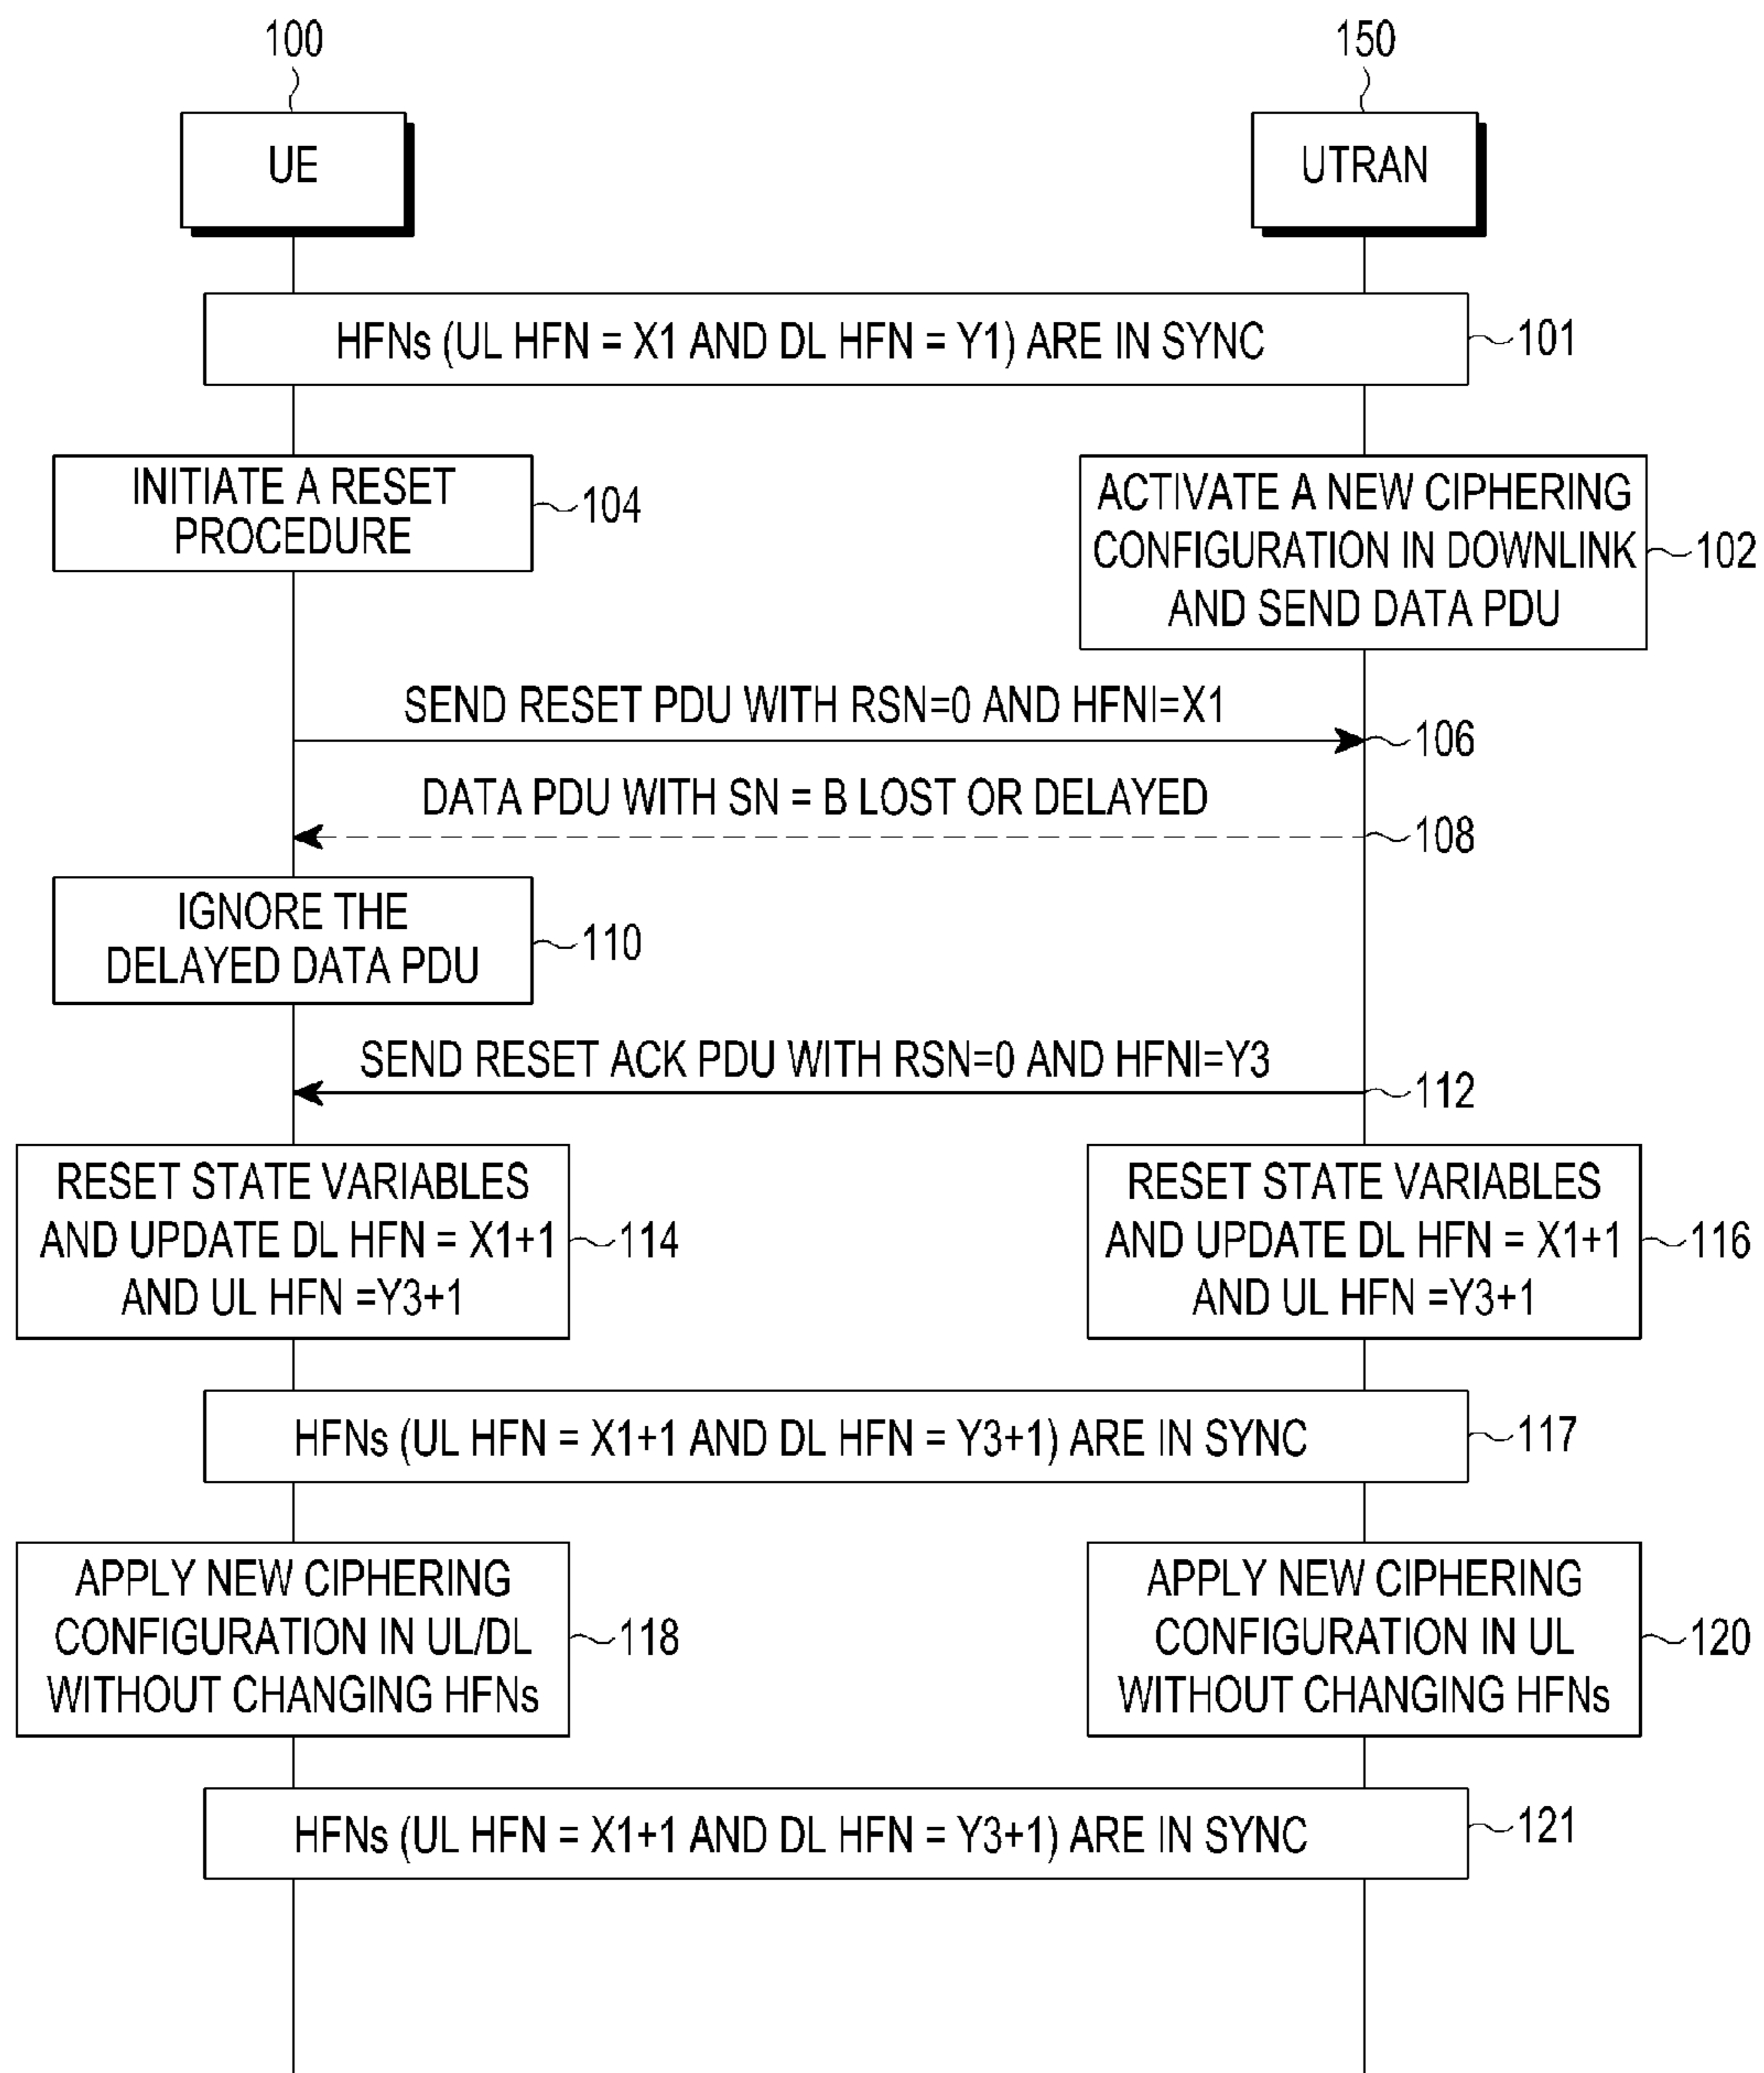 100
150
UE
UTRAN
HFNs (UL HFN = X1 AND DL HFN = Y1) ARE IN SYNC
101
INITIATE A RESET
PROCEDURE
104
ACTIVATE A NEW CIPHERING
CONFIGURATION IN DOWNLINK
AND SEND DATA PDU
102
SEND RESET PDU WITH RSN=0 AND HFNI=X1
106
DATA PDU WITH SN = B LOST OR DELAYED
108
IGNORE THE
DELAYED DATA PDU
110
SEND RESET ACK PDU WITH RSN=0 AND HFNI=Y3
112
RESET STATE VARIABLES
AND UPDATE DL HFN = X1+1
AND UL HFN =Y3+1
114
RESET STATE VARIABLES
AND UPDATE DL HFN = X1+1
AND UL HFN =Y3+1
116
HFNs (UL HFN = X1+1 AND DL HFN = Y3+1) ARE IN SYNC
117
APPLY NEW CIPHERING
CONFIGURATION IN UL/DL
WITHOUT CHANGING HFNs
118
APPLY NEW CIPHERING
CONFIGURATION IN UL
WITHOUT CHANGING HFNs
120
HFNs (UL HFN = X1+1 AND DL HFN = Y3+1) ARE IN SYNC
121